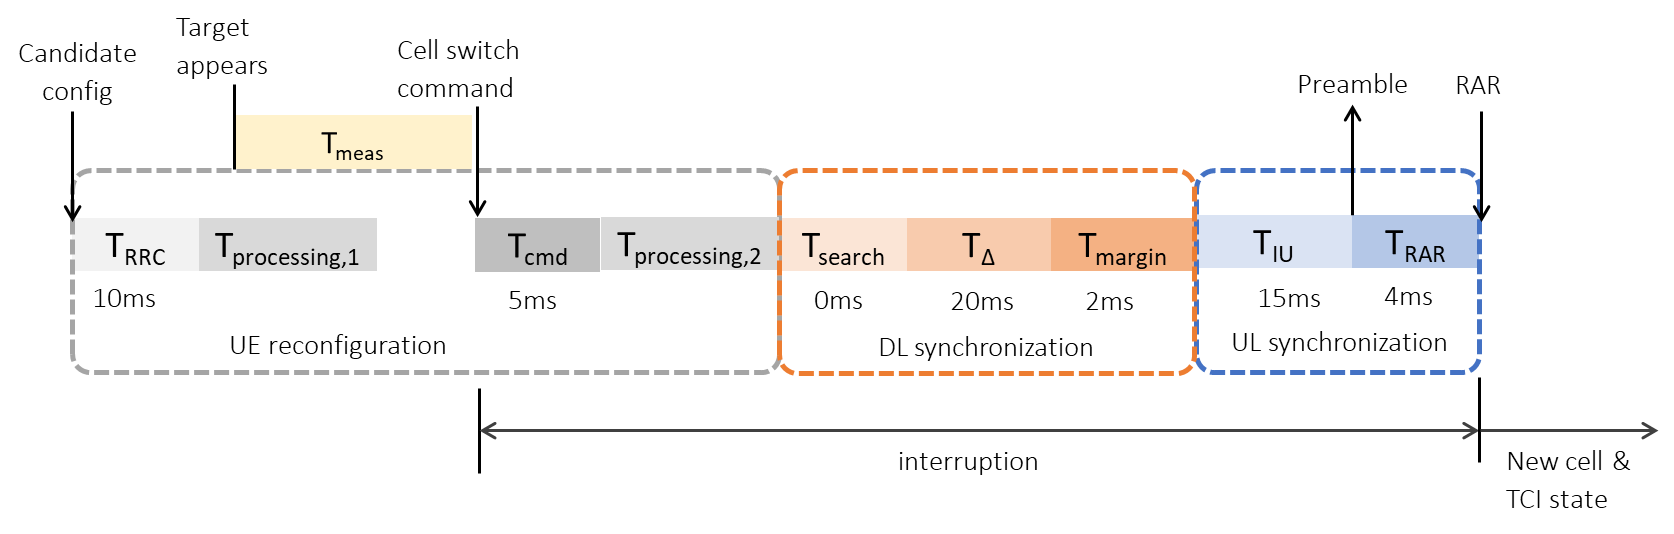 Candidate
config
Target
appears
Cell switch
command
Preamble
RAR
Tmeas
TRRC
Tprocessing,1
Tcmd
Tprocessing,2
Tsearch
TΔ
Tmargin
TIU
TRAR
10ms
5ms
0ms
20ms
2ms
15ms
4ms
UE reconfiguration
DL synchronization
UL synchronization
interruption
New cell &
TCI state